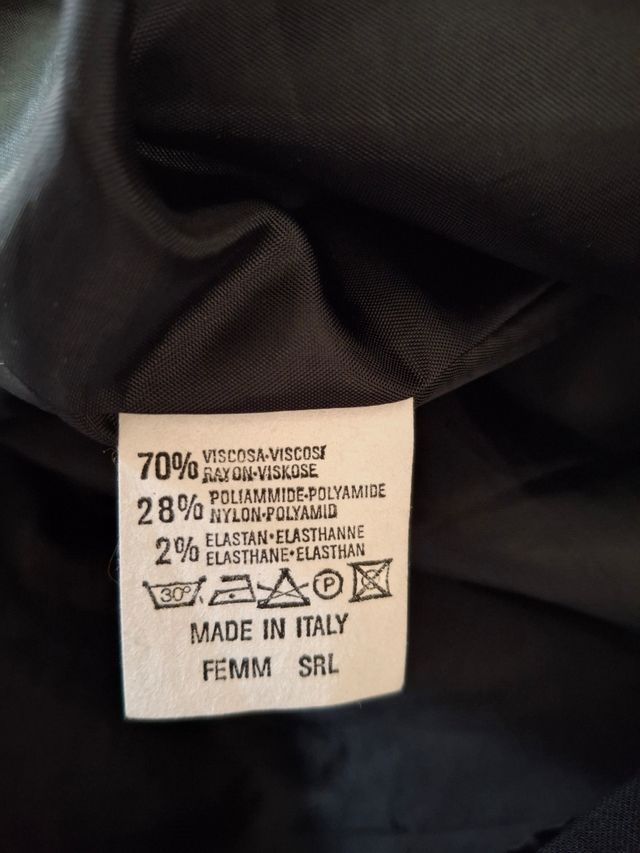 70% VISCOSA-VISCOSE
RAYON-VISKOSE
28% POLIAMMIDE-POLYAMIDE
NYLON-POLYAMID
2% ELASTAN•ELASTHANNE
ELASTHANE•ELASTHAN
30° P
MADE IN ITALY
FEMM SRL